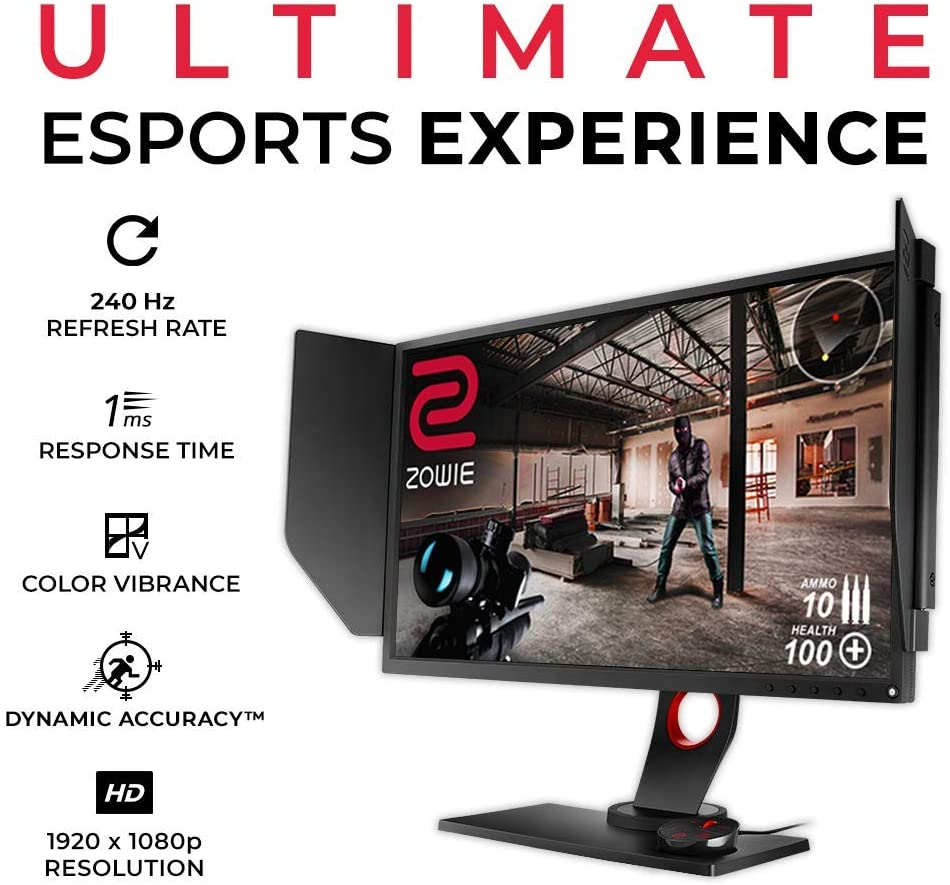 ULTIMATE
ESPORTS EXPERIENCE
240 Hz
REFRESH RATE
1ms
RESPONSE TIME
V
COLOR VIBRANCE
DYNAMIC ACCURACY™
HD
1920 x 1080p
RESOLUTION
ZOWIE
AMMO
10
HEALTH
100